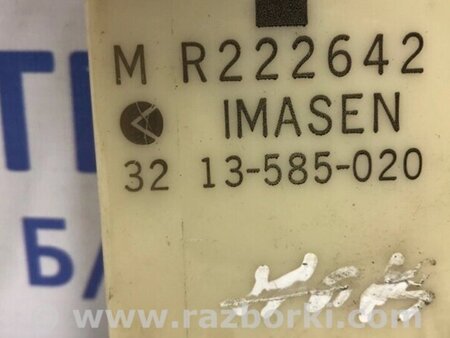 M R222642
IMASEN
32 13-585-020
Б/
www.razborki.com